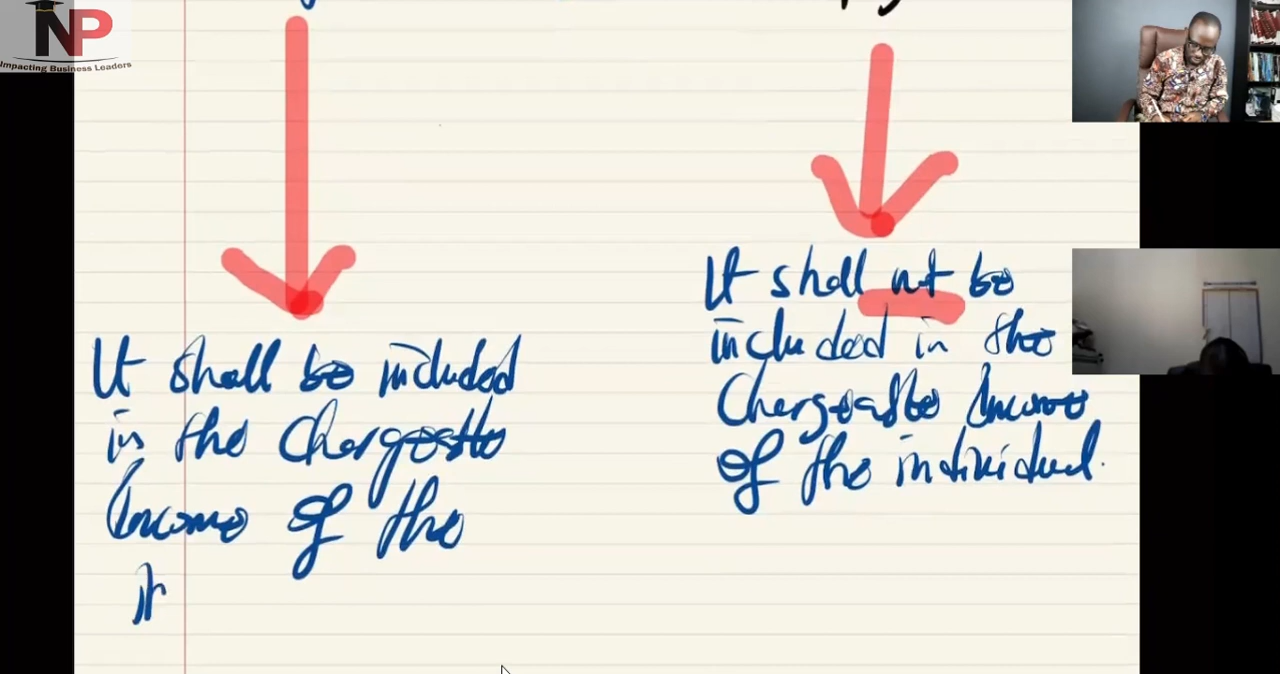 NP
Impacting Business Leaders
It shall be included
in the Chargeable
Income of the
in
It shall not be
included in the
Chargeable Income
of the individual.